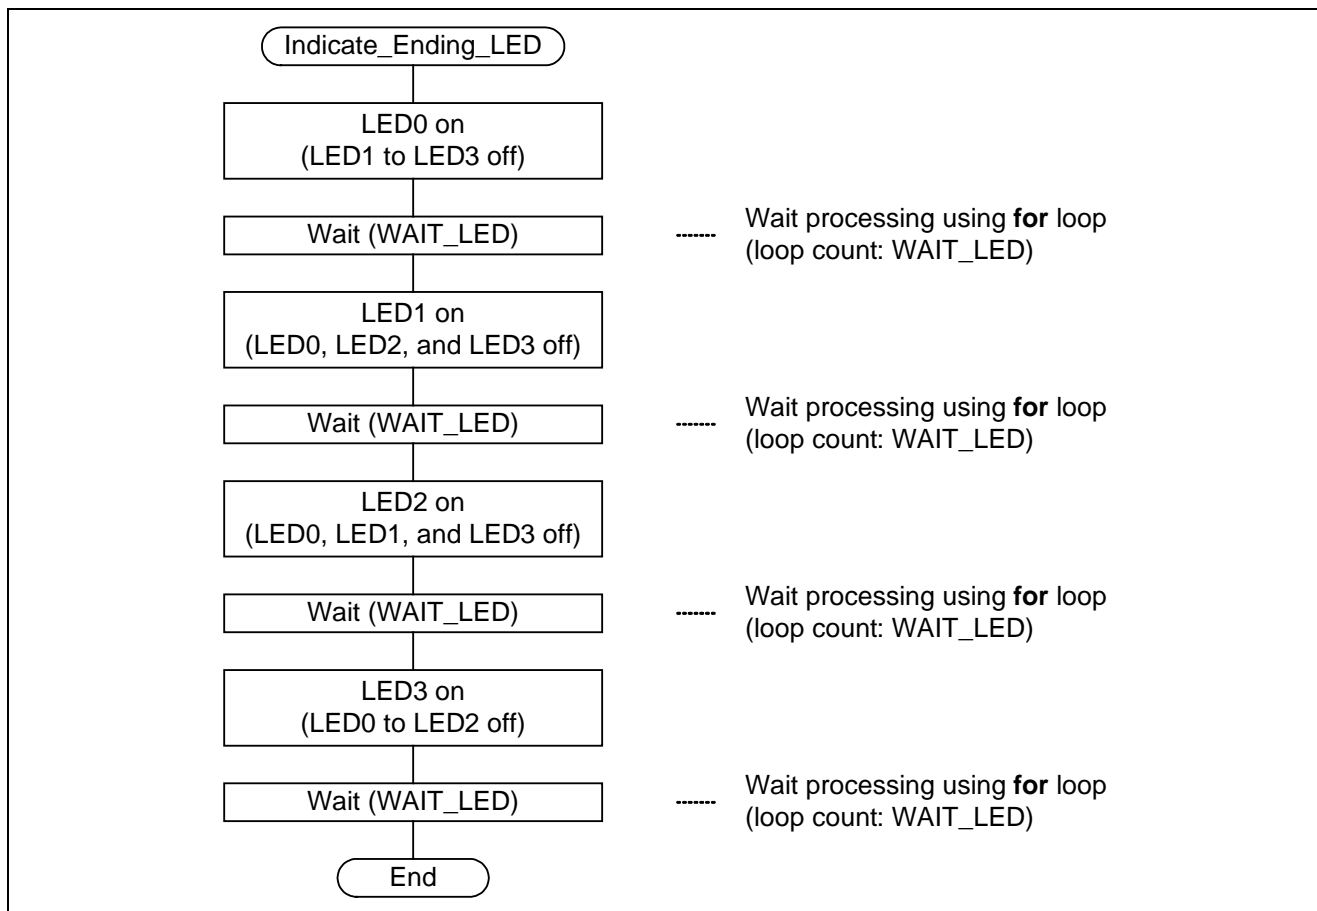 Indicate_Ending_LED
LED0 on
(LED1 to LED3 off)
Wait (WAIT_LED)
Wait processing using for loop
(loop count: WAIT_LED)
LED1 on
(LED0, LED2, and LED3 off)
Wait (WAIT_LED)
Wait processing using for loop
(loop count: WAIT_LED)
LED2 on
(LED0, LED1, and LED3 off)
Wait (WAIT_LED)
Wait processing using for loop
(loop count: WAIT_LED)
LED3 on
(LED0 to LED2 off)
Wait (WAIT_LED)
Wait processing using for loop
(loop count: WAIT_LED)
End